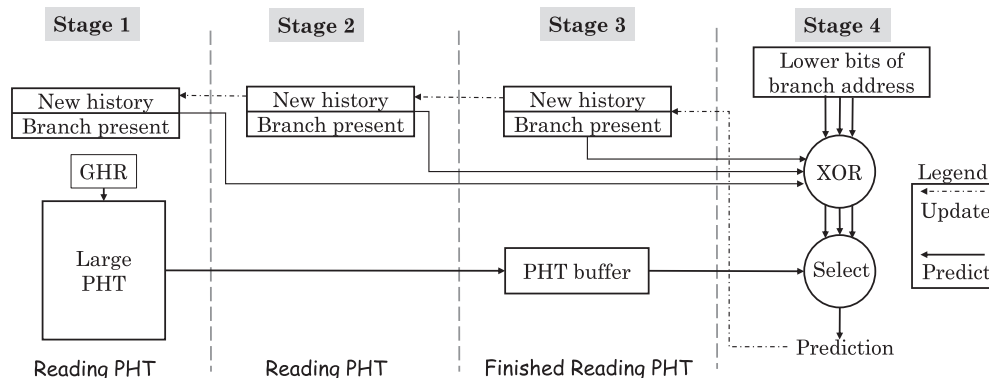 Stage 1
Stage 2
Stage 3
Stage 4
Lower bits of
branch address
New history
Branch present
New history
Branch present
New history
Branch present
GHR
XOR
Legend
Update
Large
PHT
PHT buffer
Select
Predict
Prediction
Reading PHT
Reading PHT
Finished Reading PHT